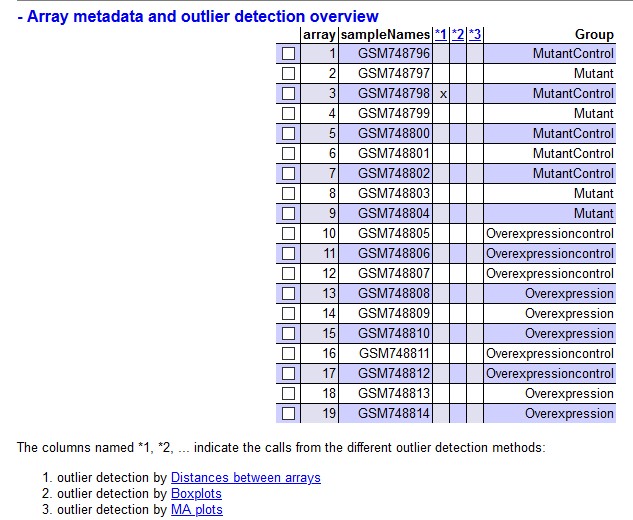 - Array metadata and outlier detection overview
array sampleNames *1 *2 *3 Group
1 GSM748796 MutantControl
2 GSM748797 Mutant
3 GSM748798 x MutantControl
4 GSM748799 Mutant
5 GSM748800 MutantControl
6 GSM748801 MutantControl
7 GSM748802 MutantControl
8 GSM748803 Mutant
9 GSM748804 Mutant
10 GSM748805 Overexpressioncontrol
11 GSM748806 Overexpressioncontrol
12 GSM748807 Overexpressioncontrol
13 GSM748808 Overexpression
14 GSM748809 Overexpression
15 GSM748810 Overexpression
16 GSM748811 Overexpressioncontrol
17 GSM748812 Overexpressioncontrol
18 GSM748813 Overexpression
19 GSM748814 Overexpression
The columns named *1, *2, ... indicate the calls from the different outlier detection methods:
1. outlier detection by Distances between arrays
2. outlier detection by Boxplots
3. outlier detection by MA plots